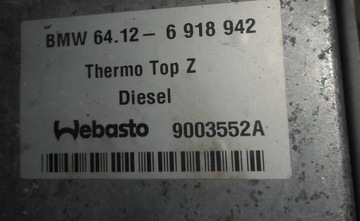 BMW 64.12- 6 918 942
Thermo Top Z
Diesel
Webasto 9003552A